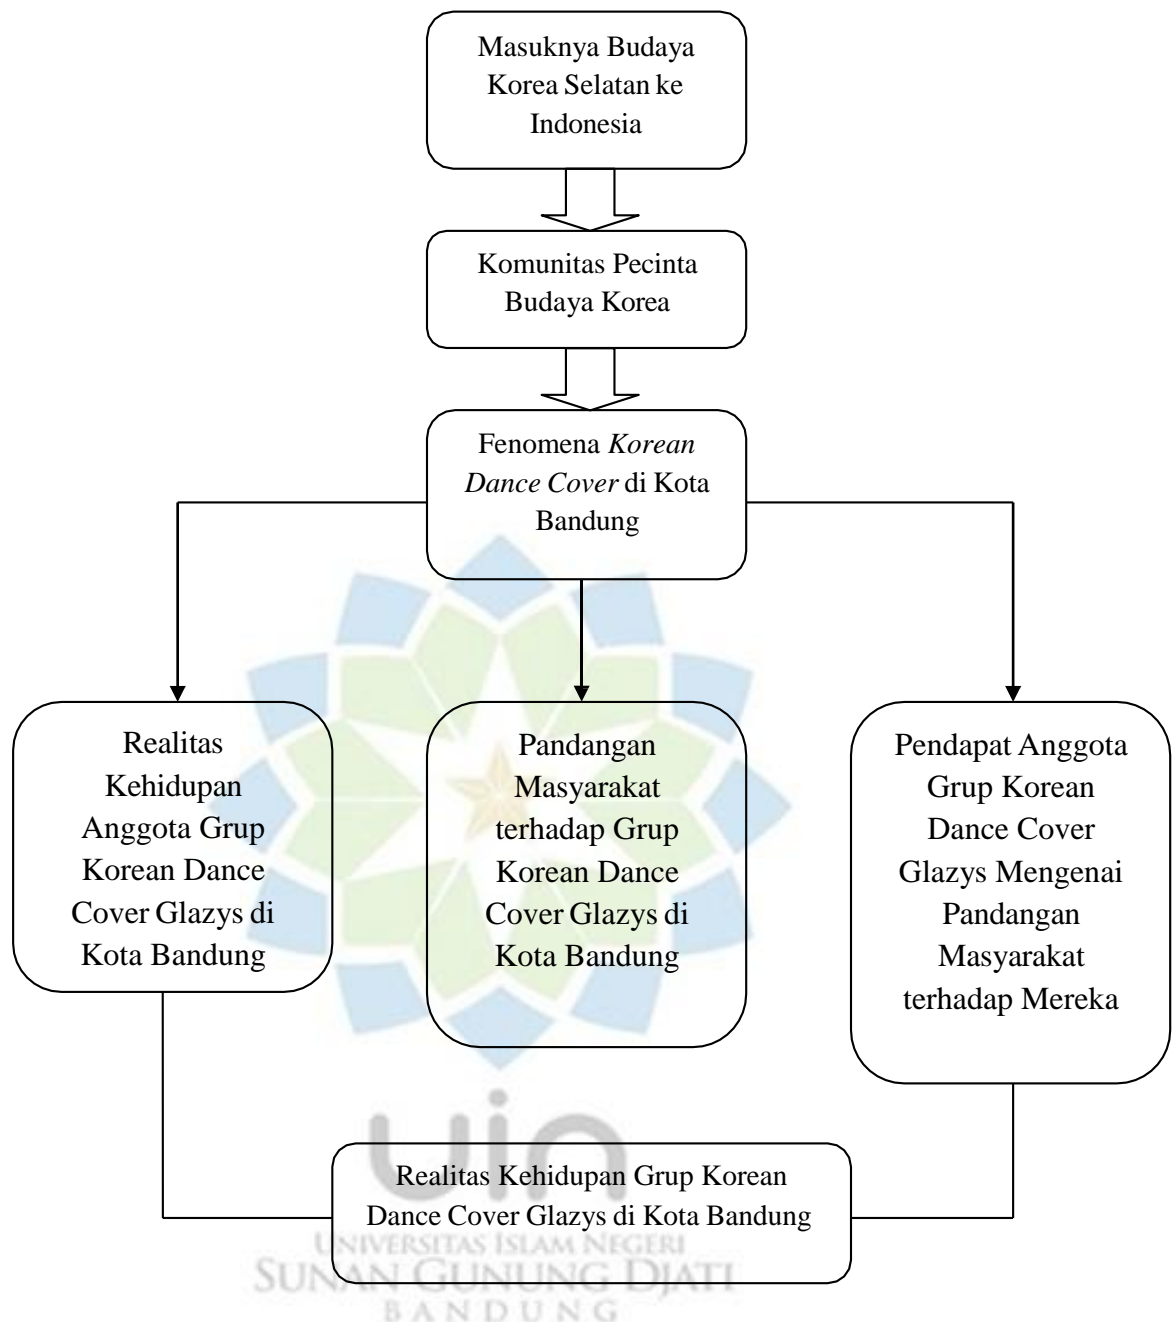 Masuknya Budaya
Korea Selatan ke
Indonesia
Komunitas Pecinta
Budaya Korea
Fenomena Korean
Dance Cover di Kota
Bandung
Realitas
Kehidupan
Anggota Grup
Korean Dance
Cover Glazys di
Kota Bandung
Pandangan
Masyarakat
terhadap Grup
Korean Dance
Cover Glazys di
Kota Bandung
Pendapat Anggota
Grup Korean
Dance Cover
Glazys Mengenai
Pandangan
Masyarakat
terhadap Mereka
Realitas Kehidupan Grup Korean
Dance Cover Glazys di Kota Bandung
uin
UNIVERSITAS ISLAM NEGERI
SUNAN GUNUNG DJATI
BANDUNG